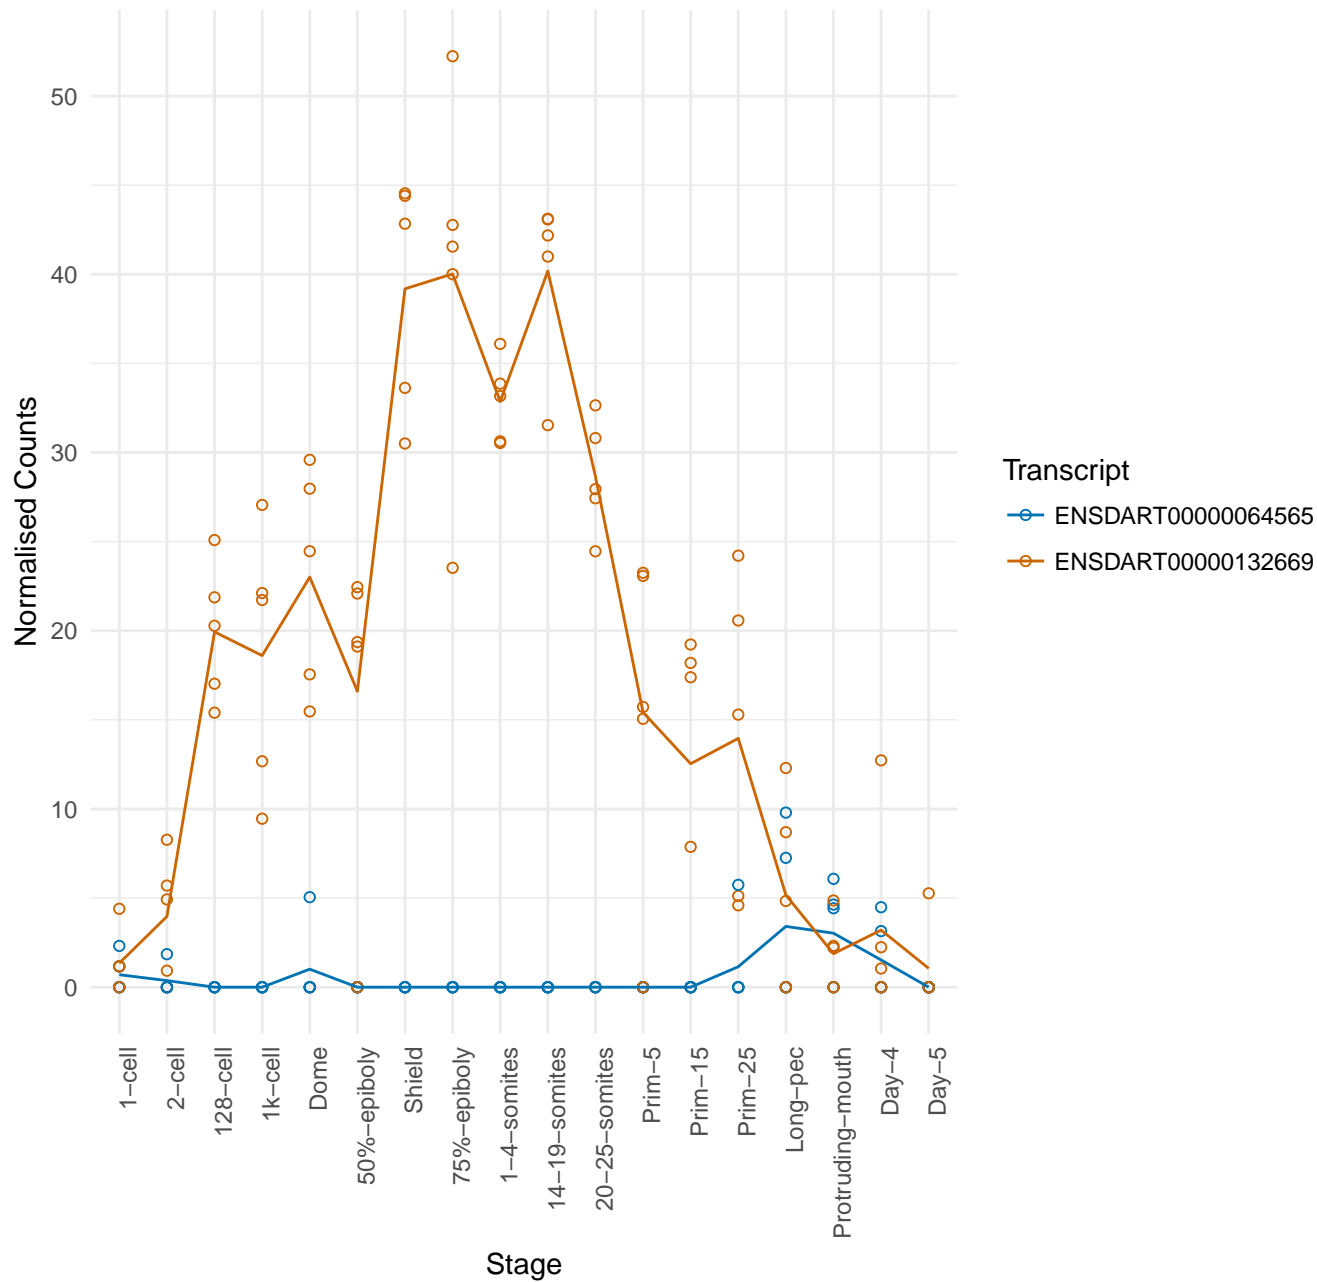 50
40
30
20
10
0
Normalised Counts
1−cell
2−cell
128−cell
1k−cell
Dome
50%−epiboly
Shield
75%−epiboly
1−4−somites
14−19−somites
20−25−somites
Prim−5
Prim−15
Prim−25
Long−pec
Protruding−mouth
Day−4
Day−5
Stage
Transcript
ENSDART00000064565
ENSDART00000132669